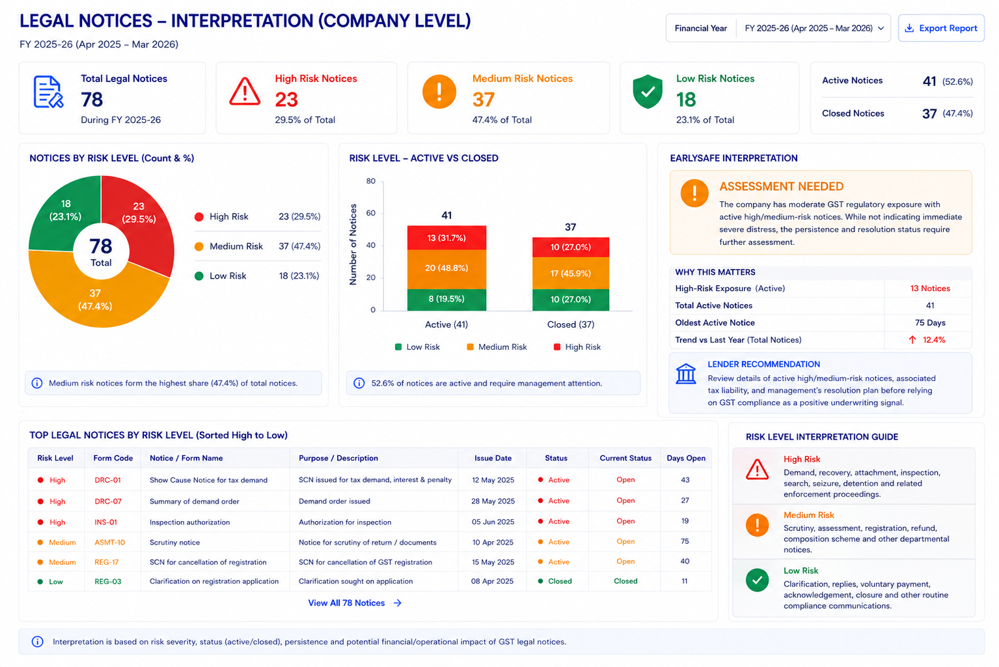 LEGAL NOTICES – INTERPRETATION (COMPANY LEVEL)
FY 2025-26 (Apr 2025 – Mar 2026)
Financial Year
FY 2025-26 (Apr 2025 – Mar 2026)
Export Report
Total Legal Notices
78
During FY 2025-26
High Risk Notices
23
29.5% of Total
Medium Risk Notices
37
47.4% of Total
Low Risk Notices
18
23.1% of Total
Active Notices 41 (52.6%)
Closed Notices 37 (47.4%)
NOTICES BY RISK LEVEL (Count & %)
18
(23.1%)
23
(29.5%)
78
Total
37
(47.4%)
High Risk 23 (29.5%)
Medium Risk 37 (47.4%)
Low Risk 18 (23.1%)
Medium risk notices form the highest share (47.4%) of total notices.
RISK LEVEL – ACTIVE VS CLOSED
Number of Notices
80
60
40
20
0
41
13 (31.7%)
20 (48.8%)
8 (19.5%)
37
10 (27.0%)
17 (45.9%)
10 (27.0%)
Active (41)
Closed (37)
Low Risk
Medium Risk
High Risk
52.6% of notices are active and require management attention.
EARLYSAFE INTERPRETATION
ASSESSMENT NEEDED
The company has moderate GST regulatory exposure with
active high/medium-risk notices. While not indicating immediate
severe distress, the persistence and resolution status require
further assessment.
WHY THIS MATTERS
High-Risk Exposure (Active) 13 Notices
Total Active Notices 41
Oldest Active Notice 75 Days
Trend vs Last Year (Total Notices) ↑ 12.4%
LENDER RECOMMENDATION
Review details of active high/medium-risk notices, associated
tax liability, and management's resolution plan before relying
on GST compliance as a positive underwriting signal.
TOP LEGAL NOTICES BY RISK LEVEL (Sorted High to Low)
Risk Level Form Code Notice / Form Name Purpose / Description Issue Date Status Current Status Days Open
High DRC-01 Show Cause Notice for tax demand SCN issued for tax demand, interest & penalty 12 May 2025 Active Open 43
High DRC-07 Summary of demand order Demand order issued 28 May 2025 Active Open 27
High INS-01 Inspection authorization Authorization for inspection 05 Jun 2025 Active Open 19
Medium ASMT-10 Scrutiny notice Notice for scrutiny of return / documents 10 Apr 2025 Active Open 75
Medium REG-17 SCN for cancellation of registration SCN for cancellation of GST registration 15 May 2025 Active Open 40
Low REG-03 Clarification on registration application Clarification sought on application 08 Apr 2025 Closed Closed 11
View All 78 Notices →
RISK LEVEL INTERPRETATION GUIDE
High Risk
Demand, recovery, attachment, inspection,
search, seizure, detention and related
enforcement proceedings.
Medium Risk
Scrutiny, assessment, registration, refund,
composition scheme and other departmental
notices.
Low Risk
Clarification, replies, voluntary payment,
acknowledgement, closure and other routine
compliance communications.
Interpretation is based on risk severity, status (active/closed), persistence and potential financial/operational impact of GST legal notices.